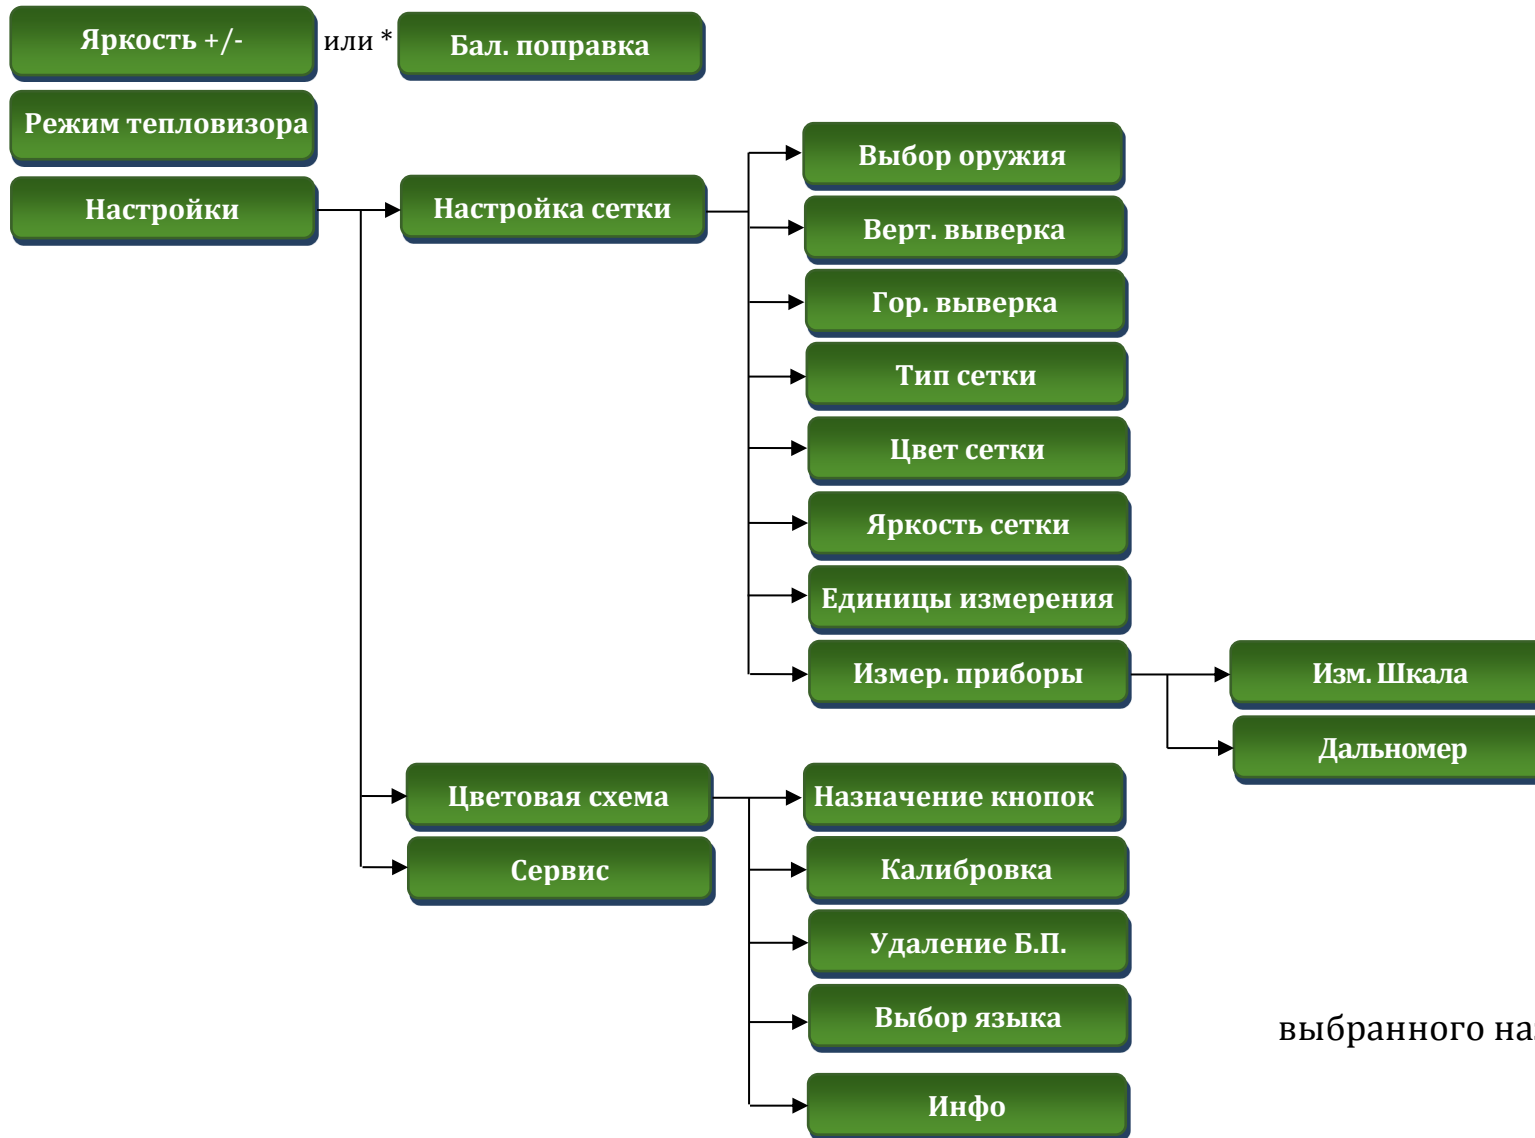 Яркость +/-
или *
Бал. поправка
Режим тепловизора
Настройки
Настройка сетки
Выбор оружия
Верт. выверка
Гор. выверка
Тип сетки
Цвет сетки
Яркость сетки
Единицы измерения
Измер. приборы
Изм. Шкала
Дальномер
Цветовая схема
Назначение кнопок
Сервис
Калибровка
Удаление Б.П.
Выбор языка
выбранного
Инфо